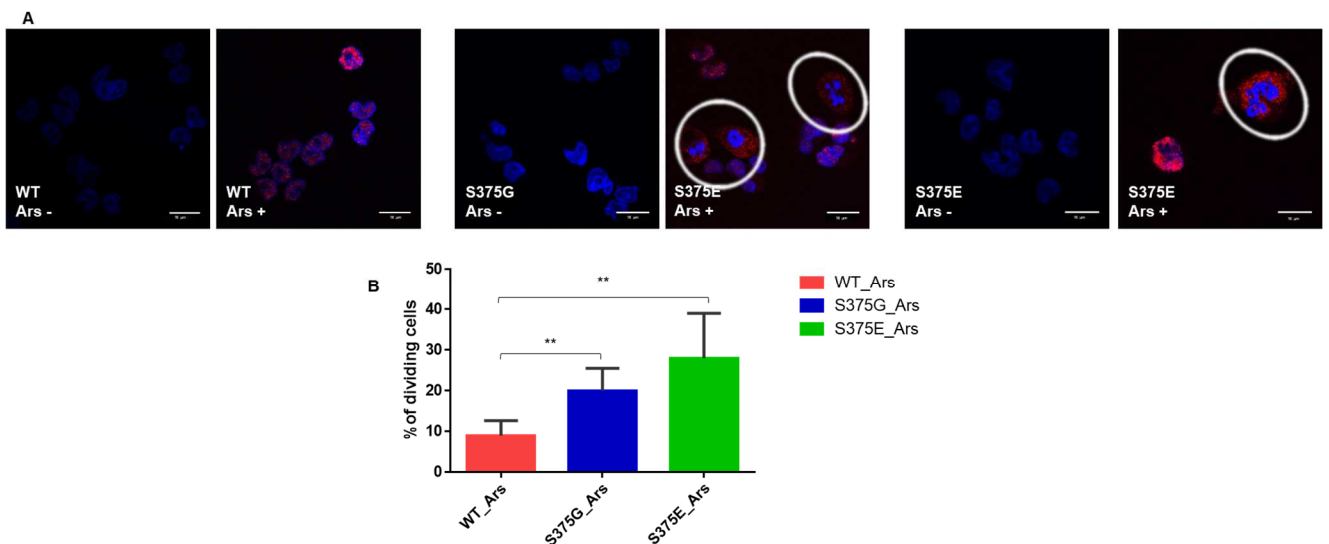 A
WT
Ars -
WT
Ars +
S375G
Ars -
S375E
Ars +
S375E
Ars -
S375E
Ars +
B
% of dividing cells
50
40
30
20
10
0
**
**
WT_Ars
S375G_Ars
S375E_Ars
WT_Ars
S375G_Ars
S375E_Ars